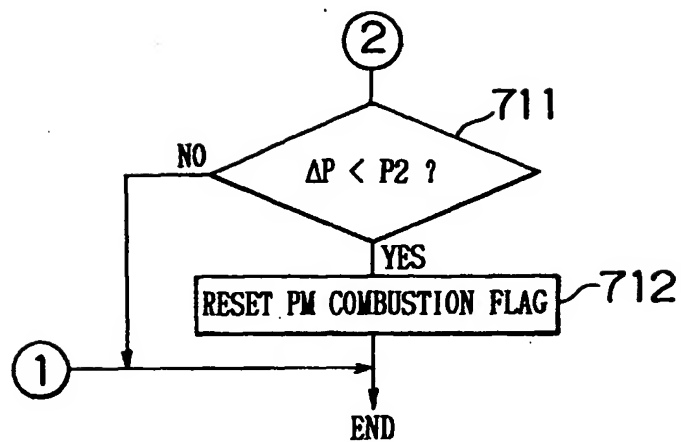 2
711
NO
ΔP < P2 ?
YES
RESET PM COMBUSTION FLAG
712
1
END